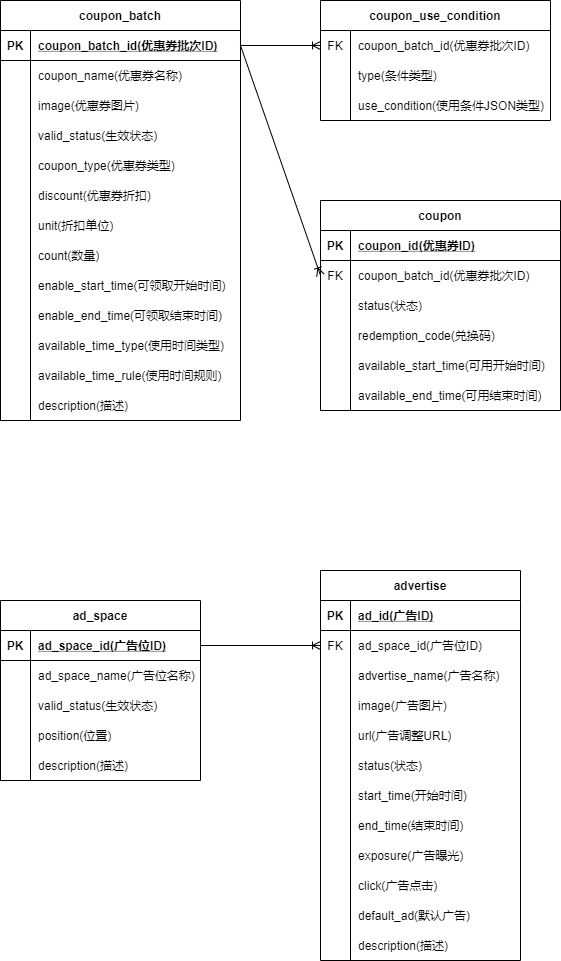 coupon_batch
PK coupon_batch_id(优惠券批次ID)
coupon_name(优惠券名称)
image(优惠券图片)
valid_status(生效状态)
coupon_type(优惠券类型)
discount(优惠券折扣)
unit(折扣单位)
count(数量)
enable_start_time(可领取开始时间)
enable_end_time(可领取结束时间)
available_time_type(使用时间类型)
available_time_rule(使用时间规则)
description(描述)
coupon_use_condition
FK coupon_batch_id(优惠券批次ID)
type(条件类型)
use_condition(使用条件JSON类型)
coupon
PK coupon_id(优惠券ID)
FK coupon_batch_id(优惠券批次ID)
status(状态)
redemption_code(兑换码)
available_start_time(可用开始时间)
available_end_time(可用结束时间)
ad_space
PK ad_space_id(广告位ID)
ad_space_name(广告位名称)
valid_status(生效状态)
position(位置)
description(描述)
advertise
PK ad_id(广告ID)
FK ad_space_id(广告位ID)
advertise_name(广告名称)
image(广告图片)
url(广告调整URL)
status(状态)
start_time(开始时间)
end_time(结束时间)
exposure(广告曝光)
click(广告点击)
default_ad(默认广告)
description(描述)